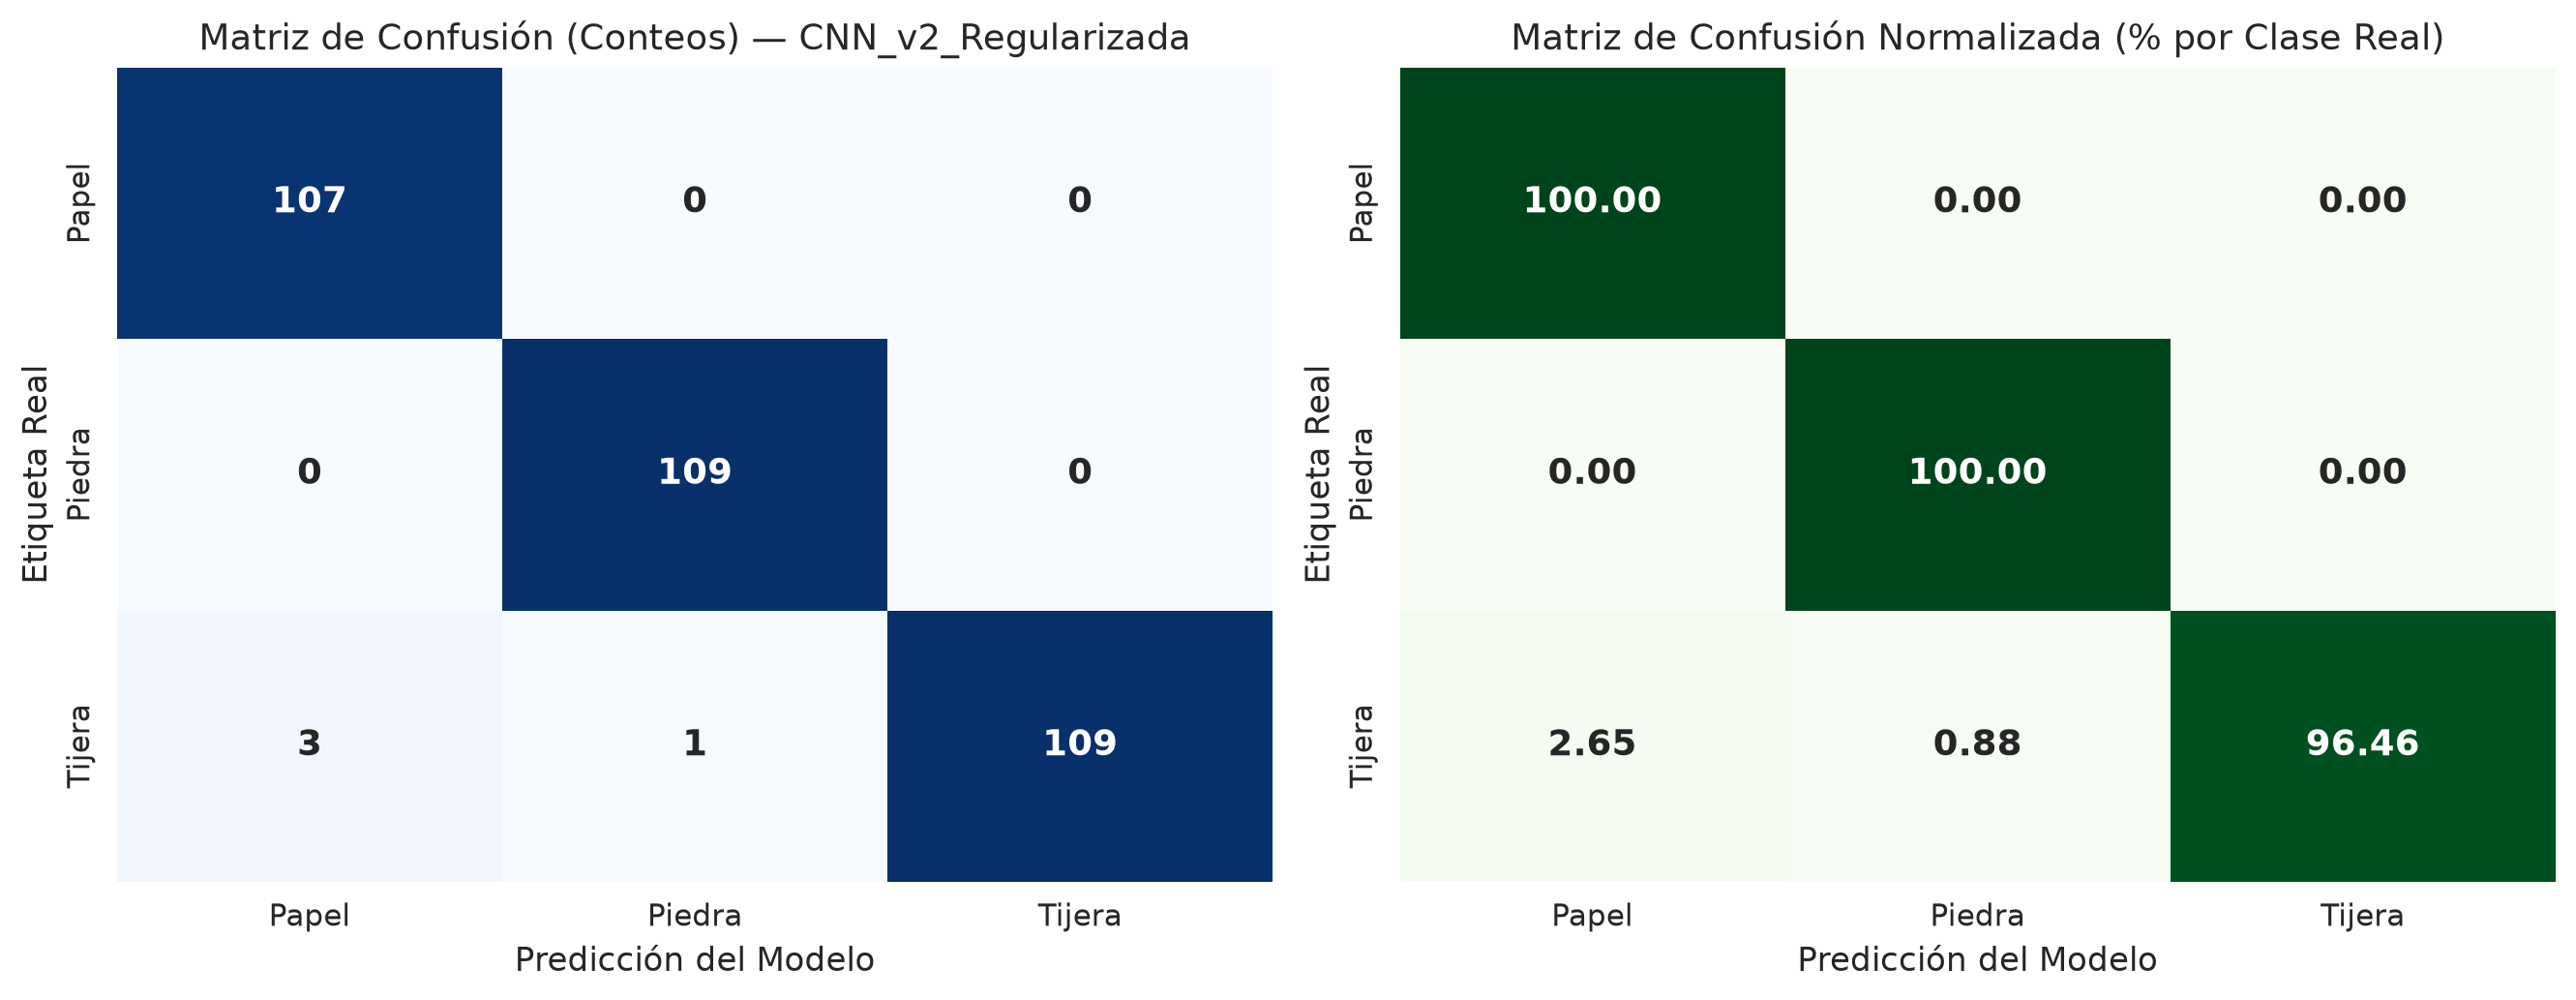 Matriz de Confusión (Conteos) — CNN_v2_Regularizada
Etiqueta Real
Papel
107
0
0
Piedra
0
109
0
Tijera
3
1
109
Papel
Piedra
Tijera
Predicción del Modelo
Matriz de Confusión Normalizada (% por Clase Real)
Etiqueta Real
Papel
100.00
0.00
0.00
Piedra
0.00
100.00
0.00
Tijera
2.65
0.88
96.46
Papel
Piedra
Tijera
Predicción del Modelo